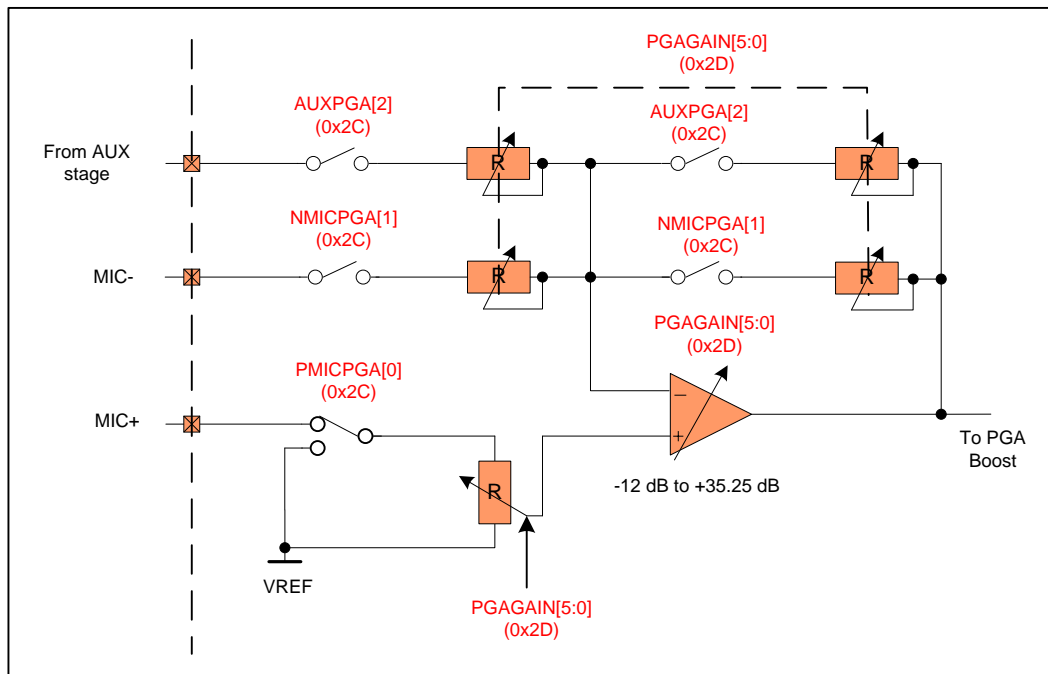 PGAGAIN[5:0]
(0x2D)
AUXPGA[2]
(0x2C)
AUXPGA[2]
(0x2C)
From AUX
stage
R
R
NMICPGA[1]
(0x2C)
NMICPGA[1]
(0x2C)
MIC-
R
R
PGAGAIN[5:0]
(0x2D)
PMICPGA[0]
(0x2C)
MIC+
−
+
To PGA
Boost
R
-12 dB to +35.25 dB
VREF
PGAGAIN[5:0]
(0x2D)